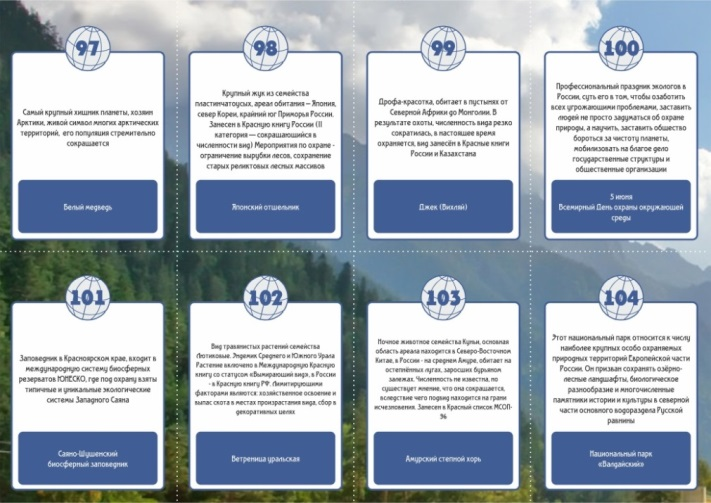 97
Самый крупный хищник планеты, хозяин
Арктики, живой символ многих арктических
территорий, его популяция стремительно
сокращается
Белый медведь
98
Крупный жук из семейства
пластинчатоусых, ареал обитания – Япония,
север Кореи, крайний юг Приморья России.
Занесен в Красную книгу России (II
категория — сокращающийся в
численности вид) Мероприятия по охране -
ограничение вырубки лесов, сохранение
старых реликтовых лесных массивов
Японский отшельник
99
Дрофа-красотка, обитает в пустынях от
Северной Африки до Монголии. В
результате охоты, численность вида резко
сократилась, в настоящее время
охраняется, вид занесён в Красные книги
России и Казахстана
Джек (Вихляй)
100
Профессиональный праздник экологов в
России, суть его в том, чтобы озаботить
всех угрожающими проблемами, заставить
людей не просто задуматься об охране
природы, а научить, заставить общество
бороться за чистоту планеты,
мобилизовать на благое дело
государственные структуры и
общественные организации
5 июня
Всемирный День охраны окружающей
среды
101
Заповедник в Красноярском крае, входит в
международную систему биосферных
резерватов ЮНЕСКО, где под охрану взяты
типичные и уникальные экологические
системы Западного Саяна
Саяно-Шушенский
биосферный заповедник
102
Вид травянистых растений семейства
Лютиковые. Эндемик Среднего и Южного Урала
Растение включено в Международную Красную
книгу со статусом «Вымирающий вид», в России
- в Красную книгу РФ. Лимитирующими
факторами являются: хозяйственное освоение и
выпас скота в местах произрастания вида, сбор в
декоративных целях
Ветреница уральская
103
Ночное животное семейства Куньи, основная
область ареала находится в Северо-Восточном
Китае, в России - на среднем Амуре, обитает на
остепнённых лугах, заросших бурьяном
залежах. Численность не известна, но
существует мнение, что она сокращается,
вследствие чего подвид находится на грани
исчезновения. Занесен в Красный список МСОП-
96
Амурский степной хорь
104
Этот национальный парк относится к числу
наиболее крупных особо охраняемых
природных территорий Европейской части
России. Он призван сохранять озёрно-
лесные ландшафты, биологическое
разнообразие и многочисленные
памятники истории и культуры в северной
части основного водораздела Русской
равнины
Национальный парк
«Валдайский»